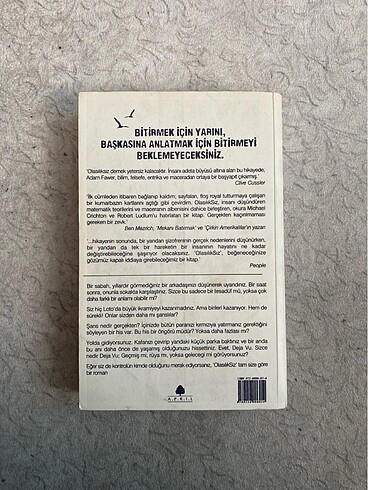 BİTİRMEK İÇİN YARINI,
BAŞKASINA ANLATMAK İÇİN BİTİRMEYİ
BEKLEMEYECEKSİNİZ.
'Olasılıksız demek yetersiz kalacaktır. İnsanı adeta büyüsü altına alan bu hikayede,
Adam Fawer, bilim, felsefe, entrika ve maceradan ortaya bir başyapıt çıkarmış.'
Clive Cussler
'İlk cümleden itibaren bağlanıp kaldım; sayfaları, floş royal tutturmaya çalışan
bir kumarbazın kartlarını açtığı gibi çevirdim. Olasılıksız, insanı düşündüren
matematik teorilerini ve maceranın albenisini dahice birleştiren, okura Michael
Crichton ve Robert Ludlum'u hatırlatan bir kitap. Gerçekten kaçırılmaması
gereken bir zevk.'
Ben Mezrich, 'Mekanı Batırmak' ve 'Çirkin Amerikalılar'ın yazarı
'...hikayenin sonunda, bir yandan şizofreninin gerçek nedenlerini düşünürken,
bir yandan da tek bir hareketin bir insanının hayatını ne kadar
değiştirebileceğine şaşırıyor olacaksınız. 'Olasılıksız', beğeneceğinize
gözümüz kapalı iddiaya girebileceğimiz bir kitap.'
People
Bir sabah, yıllardır görmediğiniz bir arkadaşınızı düşünerek uyandınız. Bir saat
sonra, onunla sokakta karşılaştınız. Sizce bu sadece bir tesadüf mü, yoksa çok
daha farklı bir anlamı olabilir mi?
Siz hiç Loto'da büyük ikramiyeyi kazanmadınız. Ama birileri kazanıyor. Hem de
sürekli! Onlar sizden daha mı şanslılar?
Şans nedir gerçekten? İçinizde bütün paranızı kırmızıya yatırmanız gerektiğini
söyleyen bir his var. Bu his bir öngörü müdür? Yoksa daha fazlası mı?
Yolda gidiyorsunuz. Kafanızı çevirip yandaki küçük parka baktınız ve bir anda
bu anı daha önce de yaşamış olduğunuzu hissettiniz. Evet, Deja Vu. Sizce
nedir Deja Vu: Geçmiş mi, rüya mı, yoksa geleceği mi görüyorsunuz?
Eğer siz de kontrolün kimde olduğunu merak ediyorsanız, 'Olasılıksız' tam size göre
bir roman
APRIL